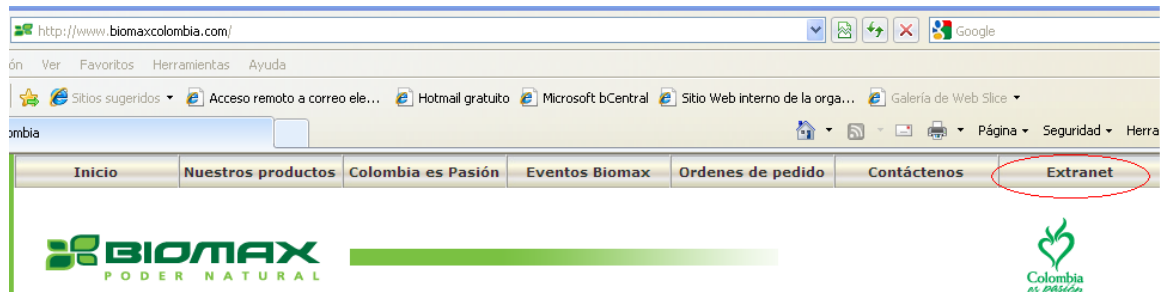 http://www.biomaxcolombia.com/ Google
ón Ver Favoritos Herramientas Ayuda
Sitios sugeridos Acceso remoto a correo ele... Hotmail gratuito Microsoft bCentral Sitio Web interno de la orga... Galería de Web Slice
ombia Página Seguridad Herra
Inicio Nuestros productos Colombia es Pasión Eventos Biomax Ordenes de pedido Contáctenos Extranet
BIOMAX
PODER NATURAL
Colombia
es pasión